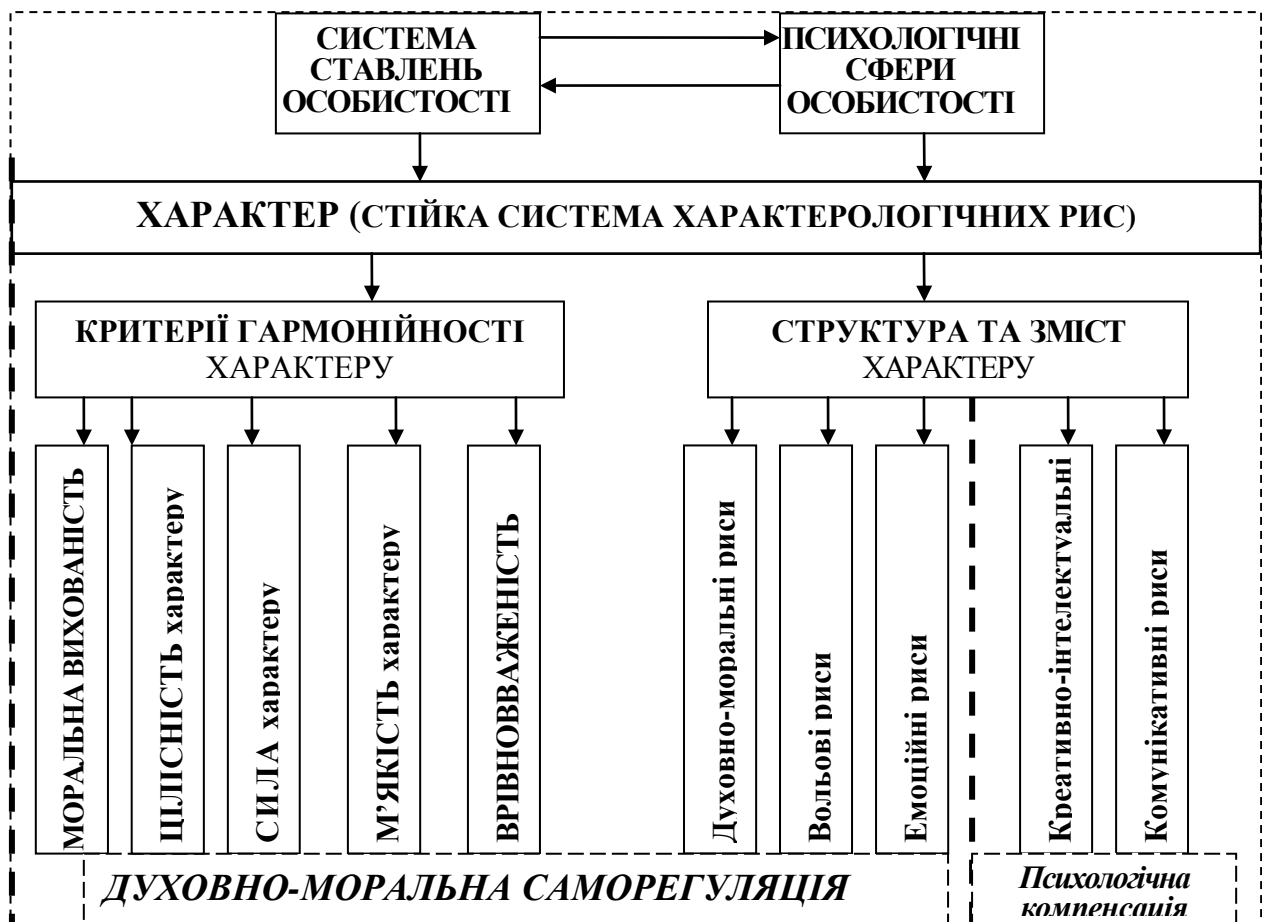 СИСТЕМА
СТАВЛЕНЬ
ОСОБИСТОСТІ
ПСИХОЛОГІЧНІ
СФЕРИ
ОСОБИСТОСТІ
ХАРАКТЕР (СТІЙКА СИСТЕМА ХАРАКТЕРОЛОГІЧНИХ РИС)
КРИТЕРІЇ ГАРМОНІЙНОСТІ
ХАРАКТЕРУ
СТРУКТУРА ТА ЗМІСТ
ХАРАКТЕРУ
МОРАЛЬНА ВИХОВАНІСТЬ
ЦІЛІСНІСТЬ характеру
СИЛА характеру
М’ЯКІСТЬ характеру
ВРІВНОВВАЖЕНІСТЬ
Духовно-моральні риси
Вольові риси
Емоційні риси
Креативно-інтелектуальні
Комунікативні риси
ДУХОВНО-МОРАЛЬНА САМОРЕГУЛЯЦІЯ
Психологічна
компенсація